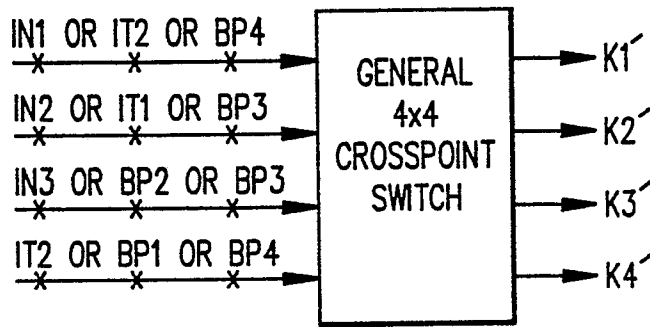 IN1 OR IT2 OR BP4
IN2 OR IT1 OR BP3
IN3 OR BP2 OR BP3
IT2 OR BP1 OR BP4
GENERAL
4x4
CROSSPOINT
SWITCH
K1´
K2´
K3´
K4´